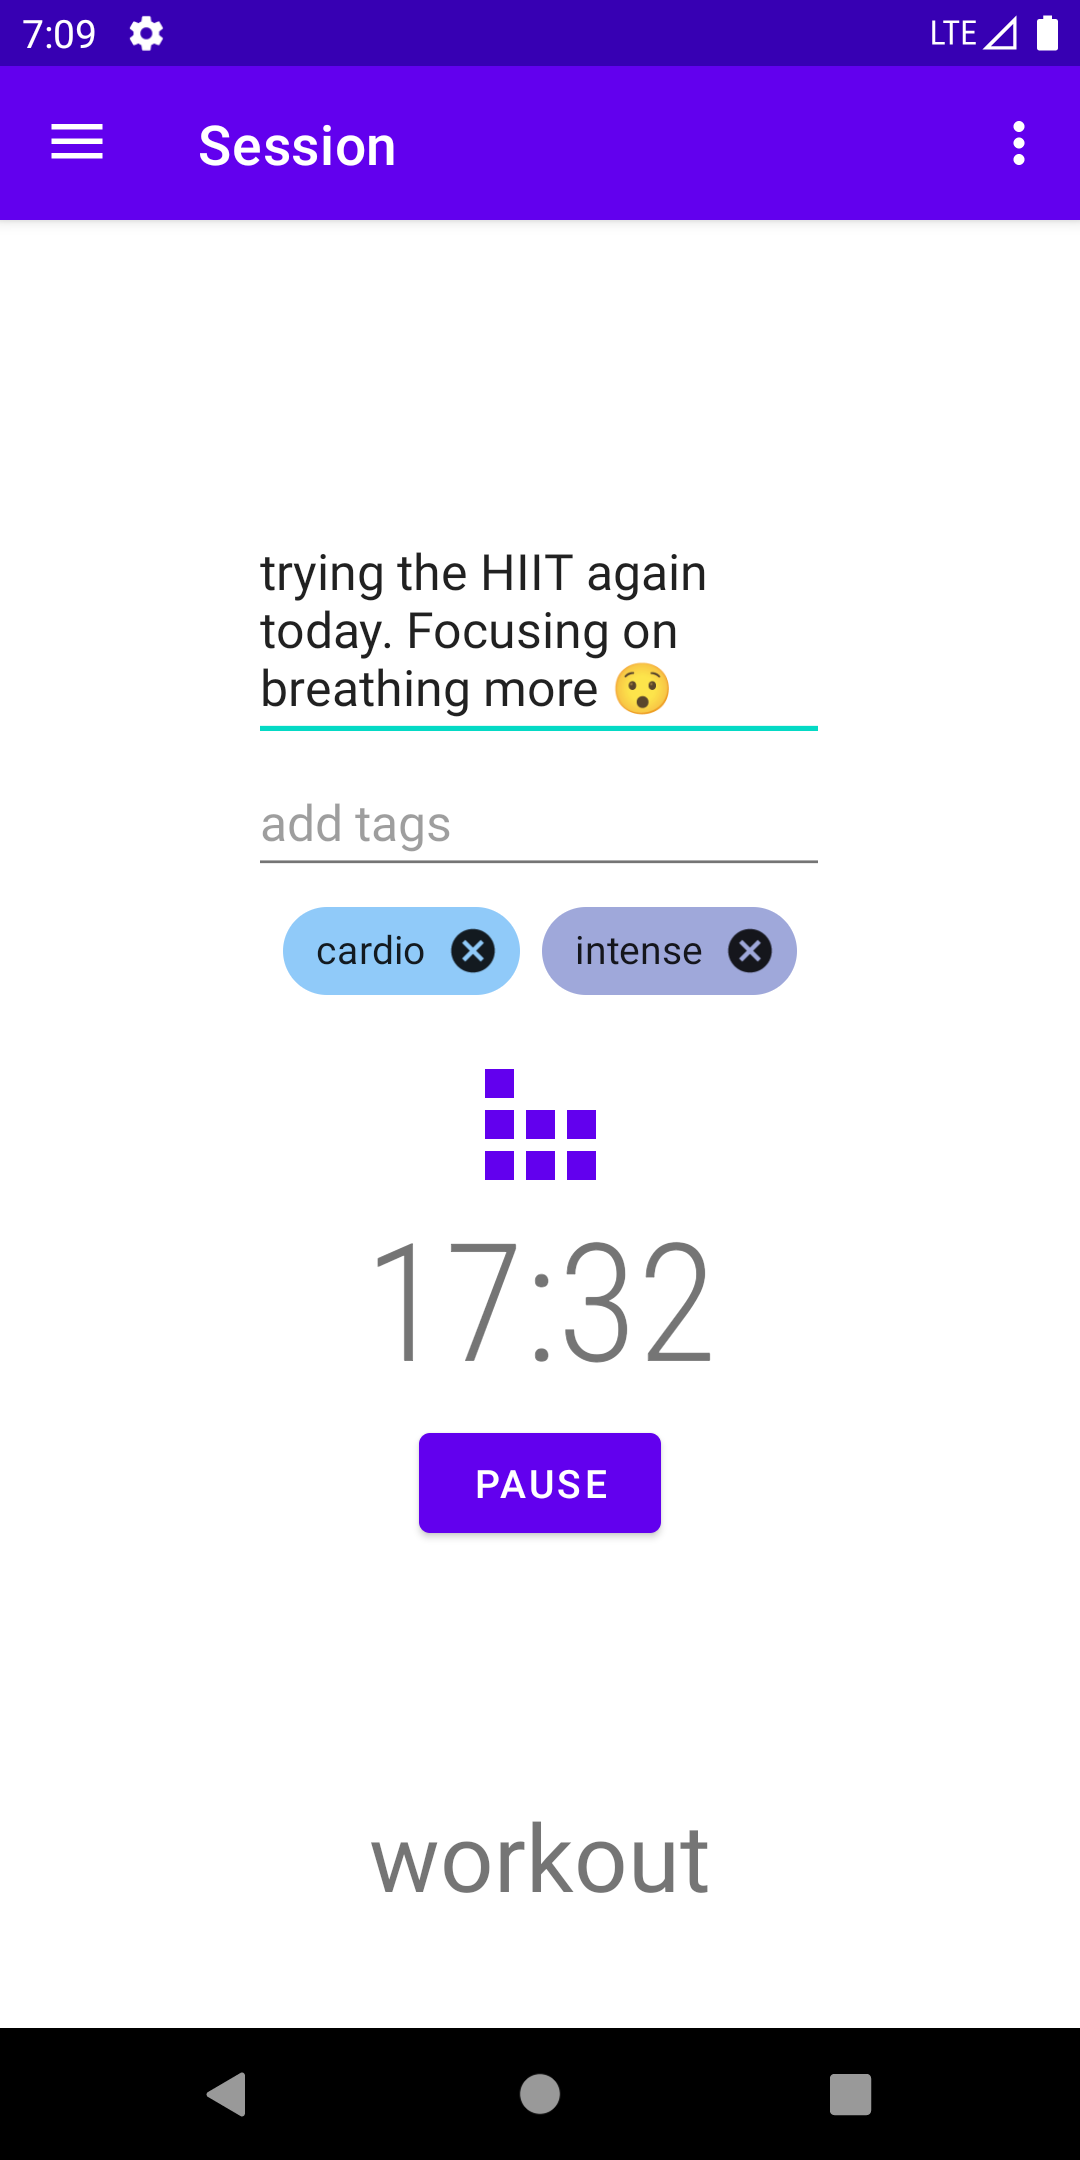 7:09 LTE
Session
trying the HIIT again
today. Focusing on
breathing more 😯
add tags
cardio intense
17:32
PAUSE
workout